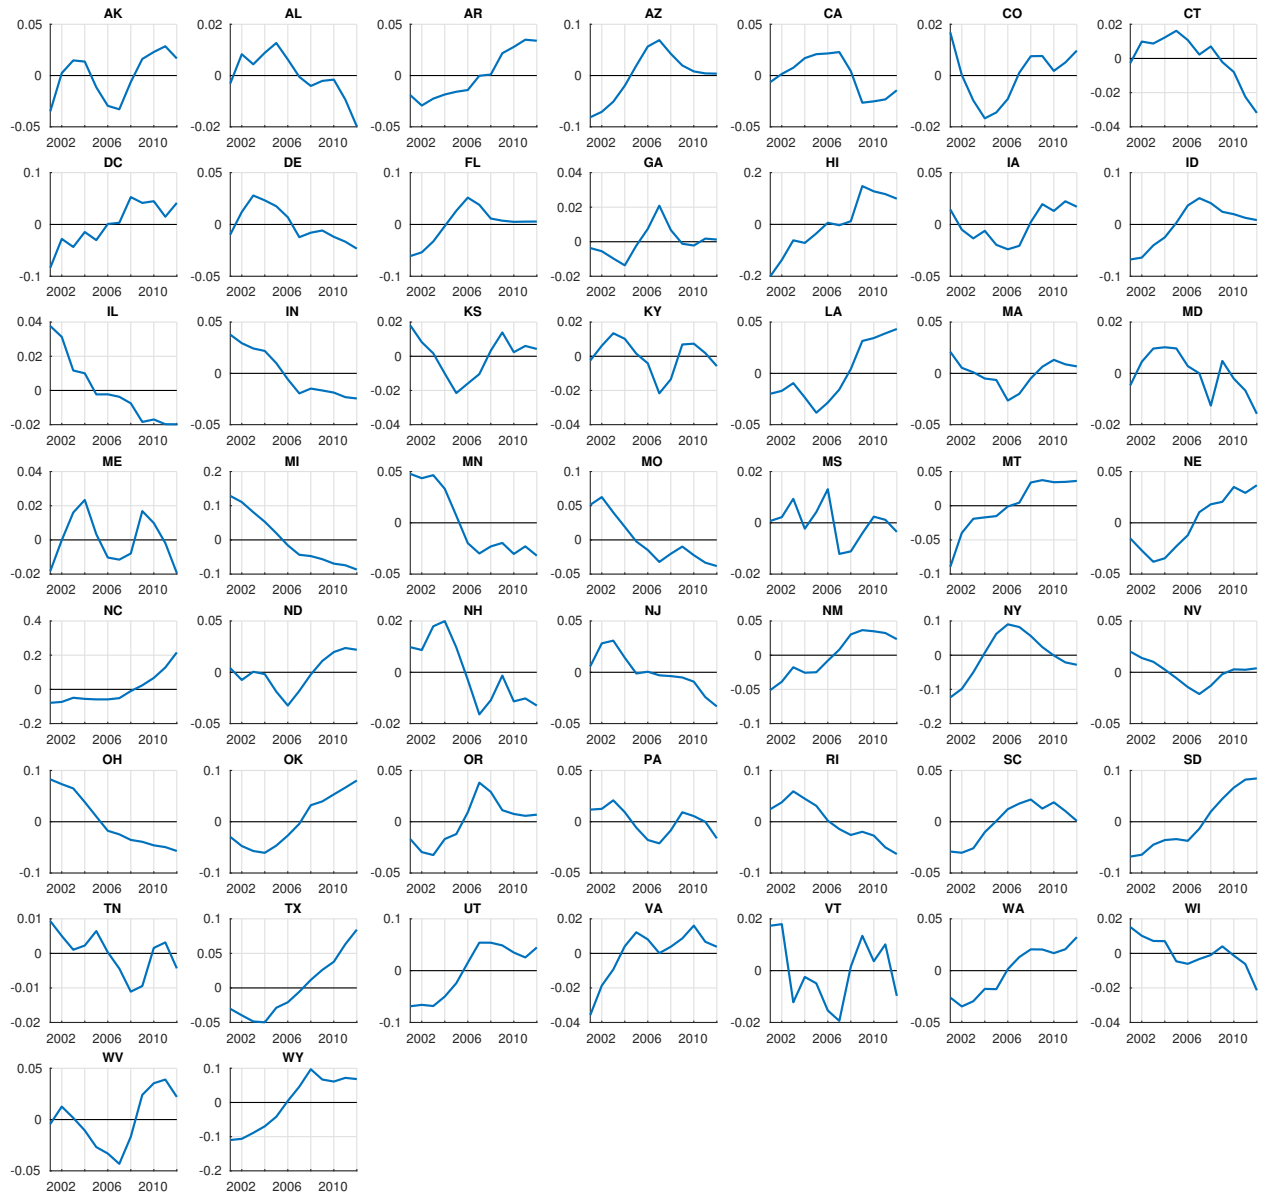 AK AL AR AZ CA CO CT
0.05 0.02 0.05 0.1 0.05 0.02 0.02
0 0 0 0 0 0 0
-0.02
-0.05 -0.02 -0.05 -0.1 -0.05 -0.02 -0.04
2002 2006 2010 2002 2006 2010 2002 2006 2010 2002 2006 2010 2002 2006 2010 2002 2006 2010 2002 2006 2010
DC DE FL GA HI IA ID
0.1 0.05 0.1 0.04 0.2 0.05 0.1
0.02
0 0 0 0 0 0 0
-0.1 -0.05 -0.1 -0.02 -0.2 -0.05 -0.1
2002 2006 2010 2002 2006 2010 2002 2006 2010 2002 2006 2010 2002 2006 2010 2002 2006 2010 2002 2006 2010
IL IN KS KY LA MA MD
0.04 0.05 0.02 0.02 0.05 0.05 0.02
0.02 0 0 0 0 0 0
0 -0.02 -0.02
-0.02 -0.05 -0.04 -0.04 -0.05 -0.05 -0.02
2002 2006 2010 2002 2006 2010 2002 2006 2010 2002 2006 2010 2002 2006 2010 2002 2006 2010 2002 2006 2010
ME MI MN MO MS MT NE
0.04 0.2 0.05 0.1 0.02 0.05 0.05
0.02 0.1 0 0.05 0 0 0
0 0 0 -0.05
-0.02 -0.1 -0.05 -0.05 -0.02 -0.1 -0.05
2002 2006 2010 2002 2006 2010 2002 2006 2010 2002 2006 2010 2002 2006 2010 2002 2006 2010 2002 2006 2010
NC ND NH NJ NM NY NV
0.4 0.05 0.02 0.05 0.05 0.1 0.05
0.2 0 0 0 0 0 0
0 -0.05 -0.1
-0.2 -0.05 -0.02 -0.05 -0.1 -0.2 -0.05
2002 2006 2010 2002 2006 2010 2002 2006 2010 2002 2006 2010 2002 2006 2010 2002 2006 2010 2002 2006 2010
OH OK OR PA RI SC SD
0.1 0.1 0.05 0.05 0.1 0.05 0.1
0 0 0 0 0 0 0
-0.1 -0.1 -0.05 -0.05 -0.1 -0.05 -0.1
2002 2006 2010 2002 2006 2010 2002 2006 2010 2002 2006 2010 2002 2006 2010 2002 2006 2010 2002 2006 2010
TN TX UT VA VT WA WI
0.01 0.1 0.1 0.02 0.02 0.05 0.02
0 0.05 0 0 0 0 0
-0.01 0 -0.02 -0.02
-0.02 -0.05 -0.1 -0.04 -0.02 -0.05 -0.04
2002 2006 2010 2002 2006 2010 2002 2006 2010 2002 2006 2010 2002 2006 2010 2002 2006 2010 2002 2006 2010
WV WY
0.05 0.1
0 0
-0.1
-0.05 -0.2
2002 2006 2010 2002 2006 2010